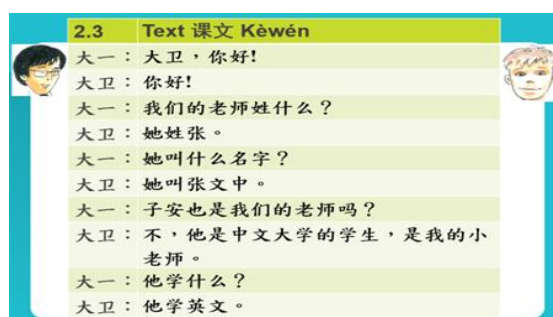 2.3 Text 课文 Kèwén
大一：大卫，你好!
大卫：你好!
大一：我们的老师姓什么？
大卫：她姓张。
大一：她叫什么名字？
大卫：她叫张文中。
大一：子安也是我们的老师吗？
大卫：不，他是中文大学的学生，是我的小
老师。
大一：他学什么？
大卫：他学英文。